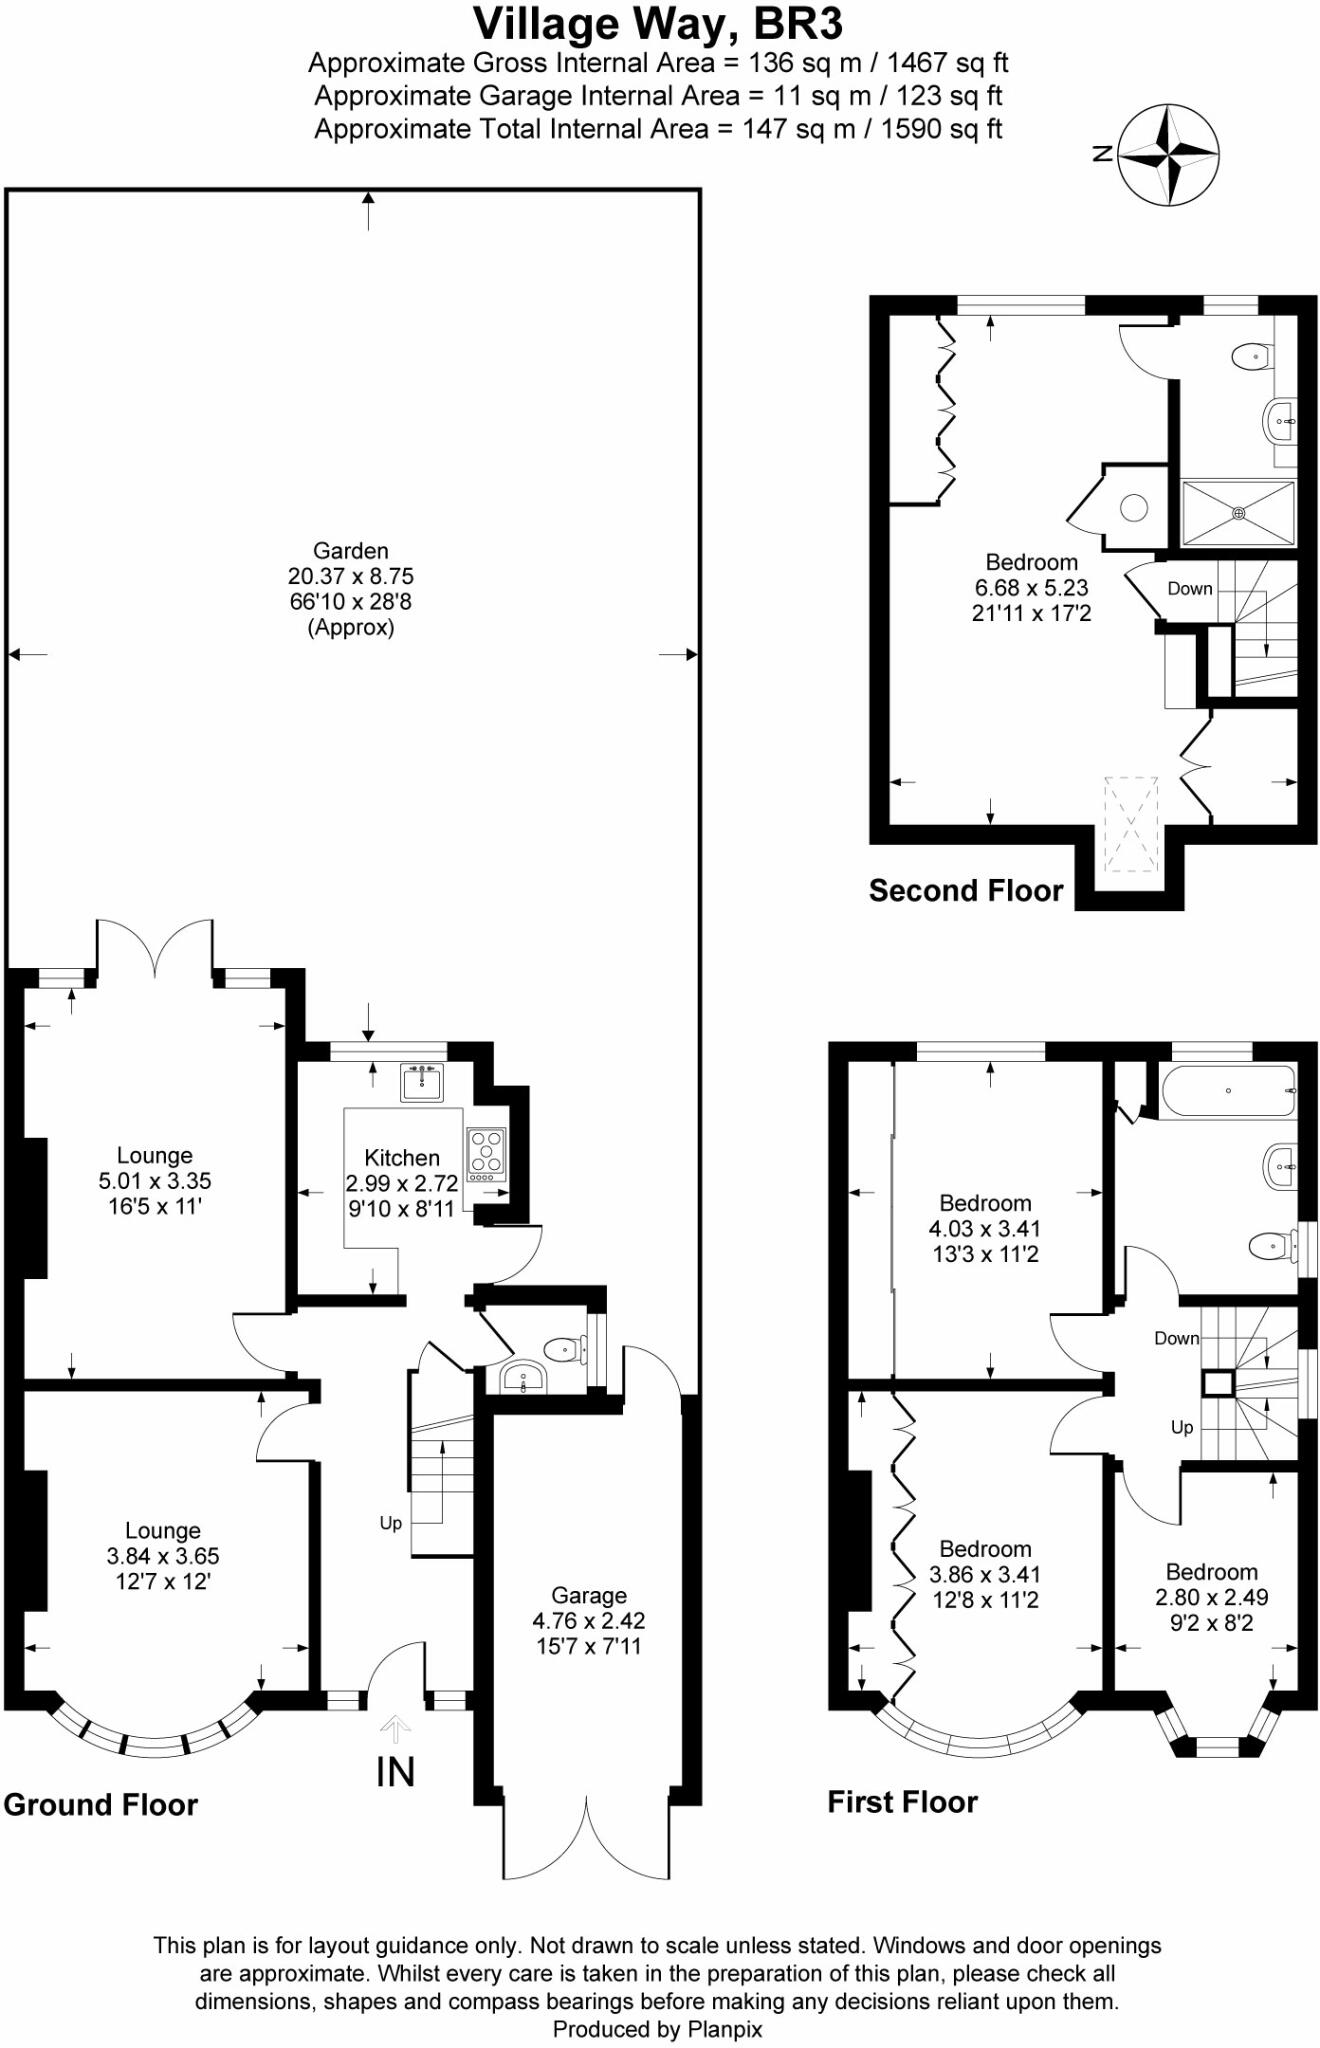 Village Way, BR3
Approximate Gross Internal Area = 136 sq m / 1467 sq ft
Approximate Garage Internal Area = 11 sq m / 123 sq ft
Approximate Total Internal Area = 147 sq m / 1590 sq ft
N
Garden
20.37 x 8.75
66'10 x 28'8
(Approx)
Bedroom
6.68 x 5.23
21'11 x 17'2
Down
Second Floor
Lounge
5.01 x 3.35
16'5 x 11'
Kitchen
2.99 x 2.72
9'10 x 8'11
Lounge
3.84 x 3.65
12'7 x 12'
Up
Garage
4.76 x 2.42
15'7 x 7'11
IN
Ground Floor
Bedroom
4.03 x 3.41
13'3 x 11'2
Down
Up
Bedroom
3.86 x 3.41
12'8 x 11'2
Bedroom
2.80 x 2.49
9'2 x 8'2
First Floor
This plan is for layout guidance only. Not drawn to scale unless stated. Windows and door openings
are approximate. Whilst every care is taken in the preparation of this plan, please check all
dimensions, shapes and compass bearings before making any decisions reliant upon them.
Produced by Planpix